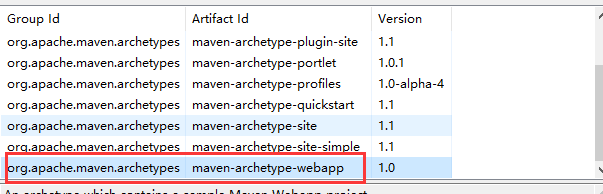 Group Id Artifact Id Version
org.apache.maven.archetypes maven-archetype-plugin-site 1.1
org.apache.maven.archetypes maven-archetype-portlet 1.0.1
org.apache.maven.archetypes maven-archetype-profiles 1.0-alpha-4
org.apache.maven.archetypes maven-archetype-quickstart 1.1
org.apache.maven.archetypes maven-archetype-site 1.1
org.apache.maven.archetypes maven-archetype-site-simple 1.1
org.apache.maven.archetypes maven-archetype-webapp 1.0
An archetype which contains a sample Maven Webapp project